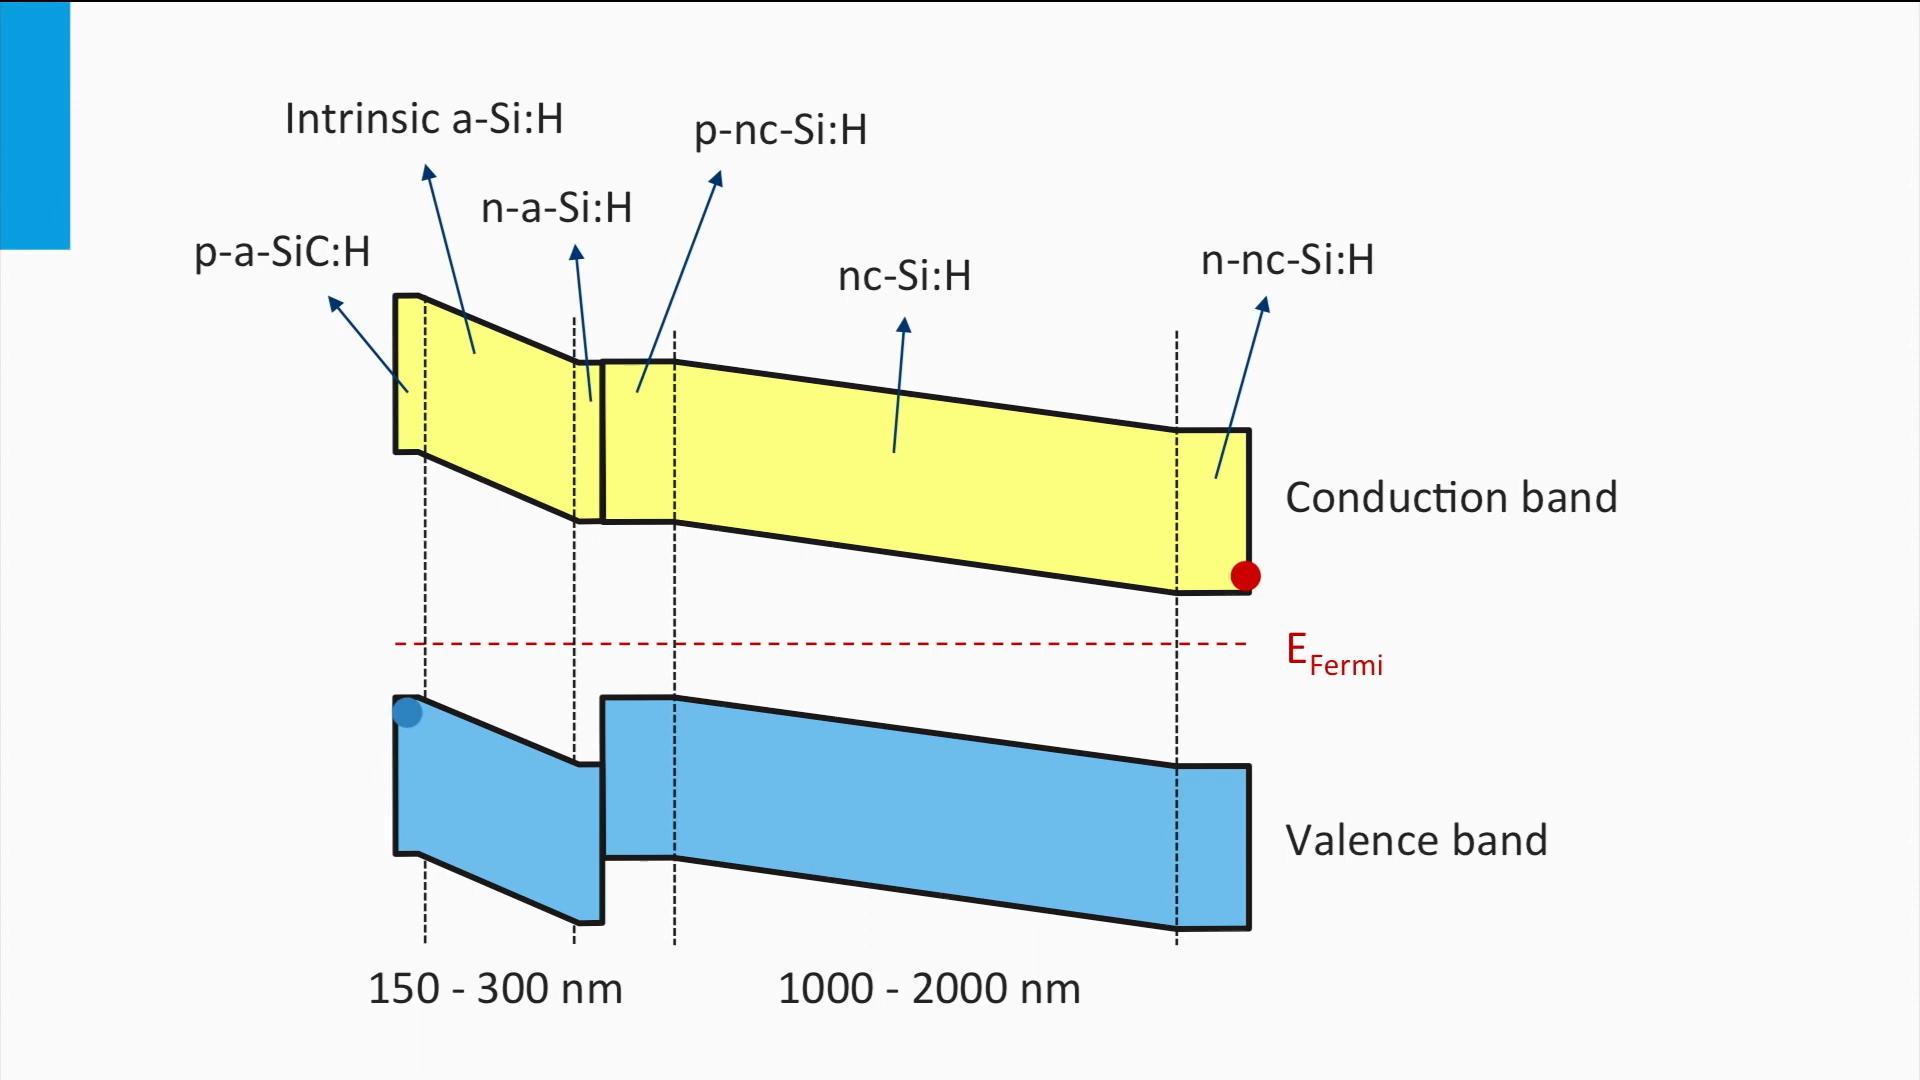 Intrinsic a-Si:H
p-nc-Si:H
n-a-Si:H
p-a-SiC:H
nc-Si:H
n-nc-Si:H
Conduction band
E Fermi
Valence band
150 - 300 nm
1000 - 2000 nm